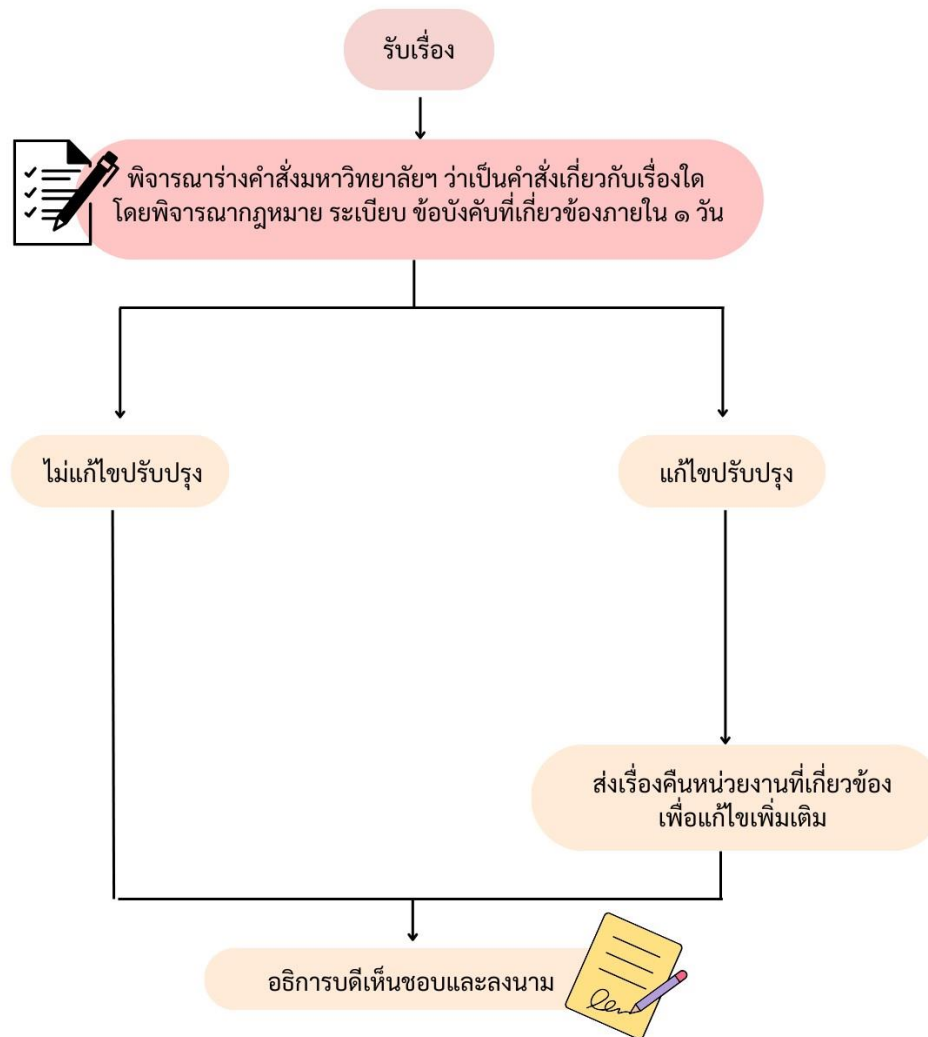 รับเรื่อง
พิจารณาร่างคำสั่งมหาวิทยาลัยฯ ว่าเป็นคำสั่งเกี่ยวกับเรื่องใด
โดยพิจารณากฎหมาย ระเบียบ ข้อบังคับที่เกี่ยวข้องภายใน ๑ วัน
ไม่แก้ไขปรับปรุง
แก้ไขปรับปรุง
ส่งเรื่องคืนหน่วยงานที่เกี่ยวข้อง
เพื่อแก้ไขเพิ่มเติม
อธิการบดีเห็นชอบและลงนาม